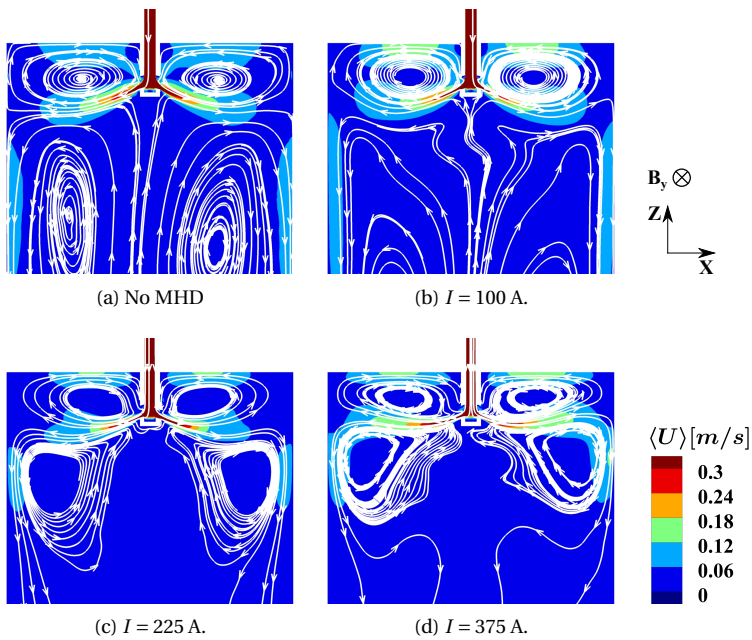 (a) No MHD
(b) I = 100 A.
B_y ⊗
Z
X
(c) I = 225 A.
(d) I = 375 A.
⟨U⟩[m/s]
0.3
0.24
0.18
0.12
0.06
0